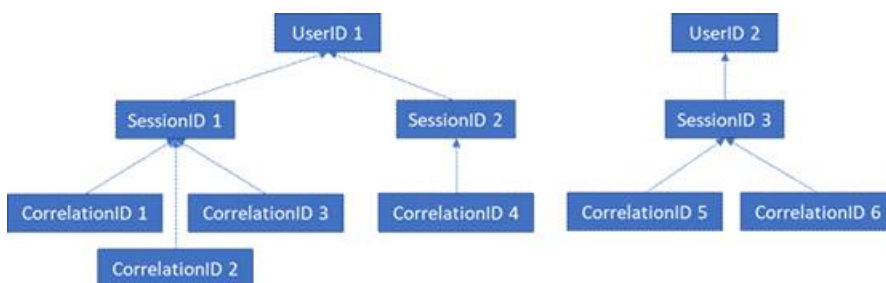 UserID 1
UserID 2
SessionID 1
SessionID 2
SessionID 3
CorrelationID 1
CorrelationID 3
CorrelationID 4
CorrelationID 5
CorrelationID 6
CorrelationID 2